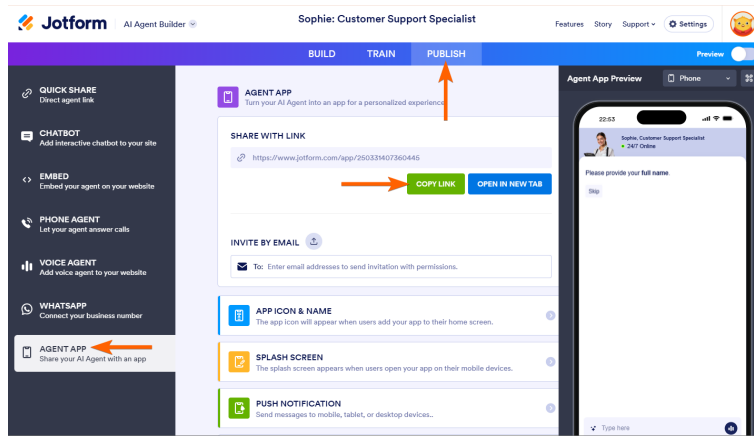 Jotform
AI Agent Builder
Sophie: Customer Support Specialist
Features Story Support Settings
BUILD TRAIN PUBLISH
Preview
QUICK SHARE
Direct agent link
CHATBOT
Add interactive chatbot to your site
EMBED
Embed your agent on your website
PHONE AGENT
Let your agent answer calls
VOICE AGENT
Add voice agent to your website
WHATSAPP
Connect your business number
AGENT APP
Share your AI Agent with an app
AGENT APP
Turn your AI Agent into an app for a personalized experience
SHARE WITH LINK
https://www.jotform.com/app/250331407360445
COPY LINK OPEN IN NEW TAB
INVITE BY EMAIL
To: Enter email addresses to send invitation with permissions.
APP ICON & NAME
The app icon will appear when users add your app to their home screen.
SPLASH SCREEN
The splash screen appears when users open your app on their mobile devices.
PUSH NOTIFICATION
Send messages to mobile, tablet, or desktop devices..
Agent App Preview Phone
22:53
Sophie, Customer Support Specialist
24/7 Online
Please provide your full name.
Skip
Type here